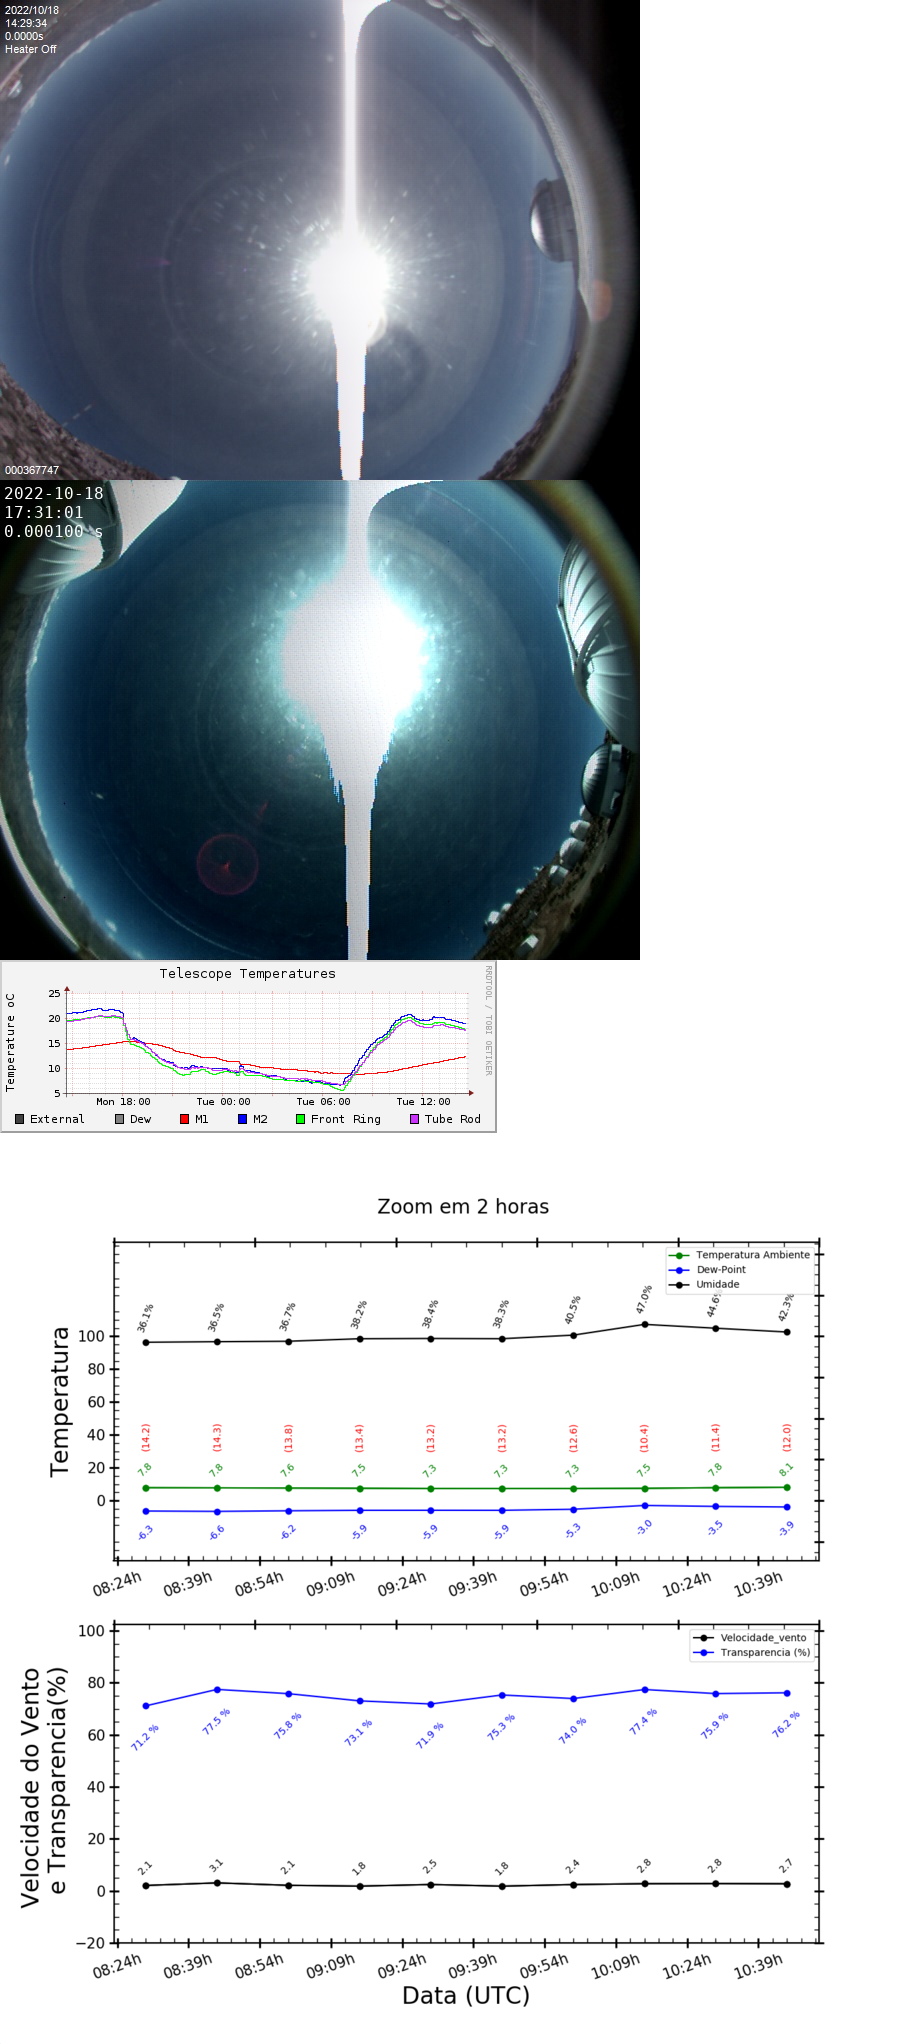 2022/10/18
14:29:34
0.0000s
Heater Off
000367747
2022-10-18
17:31:01
0.000100 s
Telescope Temperatures
RRDTOOL / TOBI OETIKER
Temperature oC
25
20
15
10
5
Mon 18:00 Tue 00:00 Tue 06:00 Tue 12:00
External Dew M1 M2 Front Ring Tube Rod
Zoom em 2 horas
Temperatura Ambiente
Dew-Point
Umidade
Temperatura
36.1% 36.5% 36.7% 38.2% 38.4% 38.3% 40.5% 47.0% 44.6% 42.3%
100
80
60
40
20
0
(14.2) (14.3) (13.8) (13.4) (13.2) (13.2) (12.6) (10.4) (11.4) (12.0)
7.8 7.8 7.6 7.5 7.3 7.3 7.3 7.5 7.8 8.1
-6.3 -6.6 -6.2 -5.9 -5.9 -5.9 -5.3 -3.0 -3.5 -3.9
08:24h 08:39h 08:54h 09:09h 09:24h 09:39h 09:54h 10:09h 10:24h 10:39h
Velocidade_vento
Transparencia (%)
Velocidade do Vento
e Transparencia(%)
100
80
60
40
20
0
−20
71.2 % 77.5 % 75.8 % 73.1 % 71.9 % 75.3 % 74.0 % 77.4 % 75.9 % 76.2 %
2.1 3.1 2.1 1.8 2.5 1.8 2.4 2.8 2.8 2.7
08:24h 08:39h 08:54h 09:09h 09:24h 09:39h 09:54h 10:09h 10:24h 10:39h
Data (UTC)